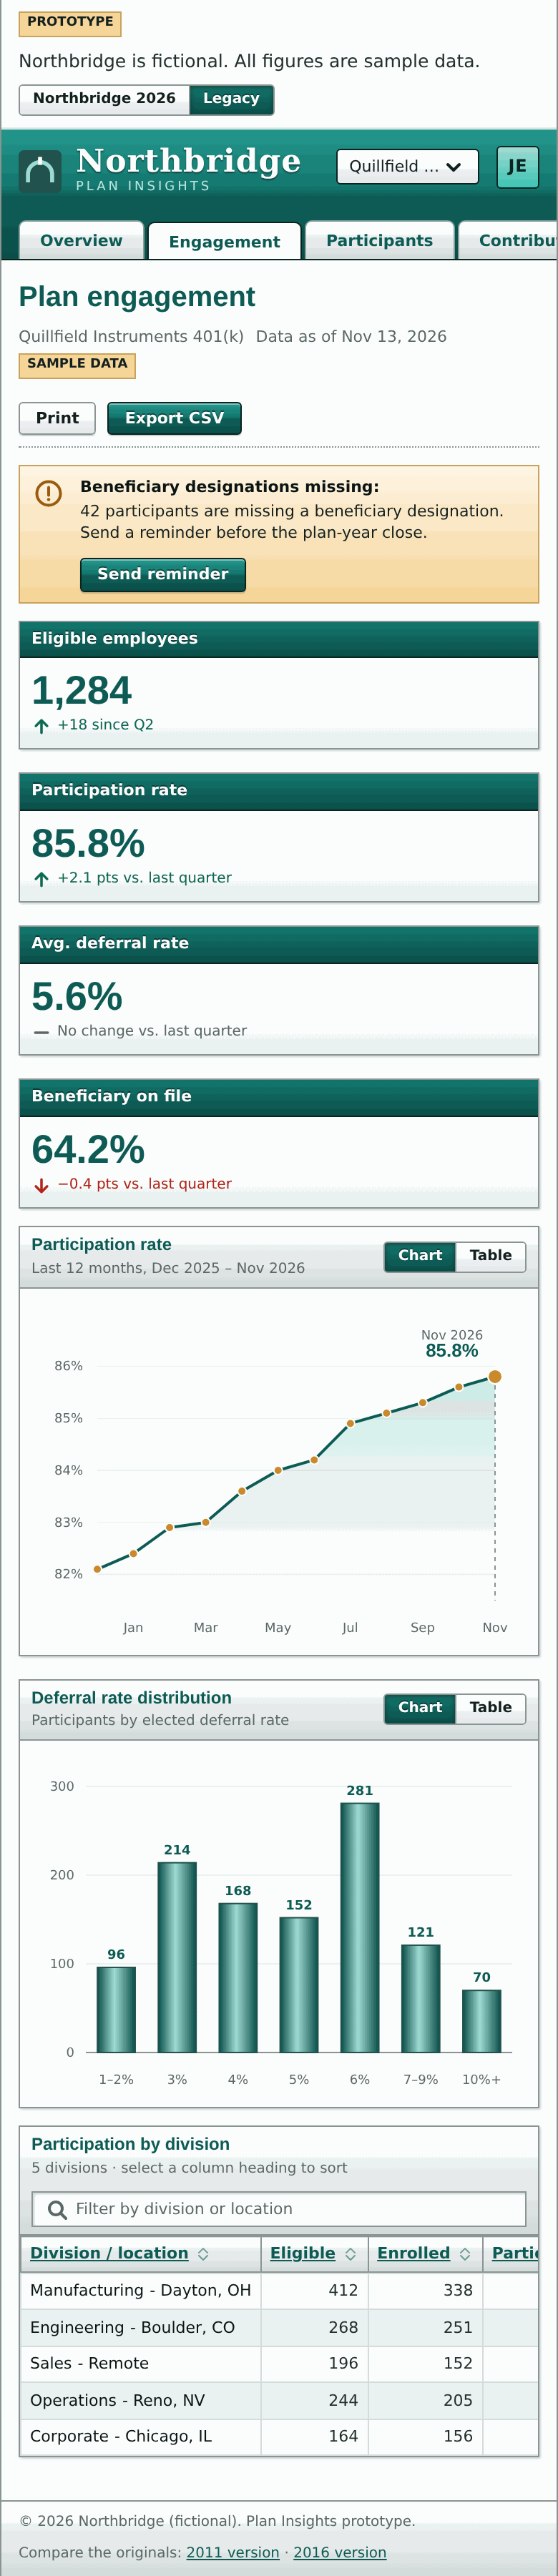 PROTOTYPE
Northbridge is fictional. All figures are sample data.
Northbridge 2026 Legacy
Northbridge
PLAN INSIGHTS
Quillfield ...
JE
Overview Engagement Participants Contribu
Plan engagement
Quillfield Instruments 401(k) Data as of Nov 13, 2026
SAMPLE DATA
Print Export CSV
Beneficiary designations missing:
42 participants are missing a beneficiary designation.
Send a reminder before the plan-year close.
Send reminder
Eligible employees
1,284
+18 since Q2
Participation rate
85.8%
+2.1 pts vs. last quarter
Avg. deferral rate
5.6%
No change vs. last quarter
Beneficiary on file
64.2%
−0.4 pts vs. last quarter
Participation rate
Last 12 months, Dec 2025 – Nov 2026
Chart Table
Nov 2026
85.8%
86%
85%
84%
83%
82%
Jan Mar May Jul Sep Nov
Deferral rate distribution
Participants by elected deferral rate
Chart Table
300
200
100
0
96
214
168
152
281
121
70
1–2% 3% 4% 5% 6% 7–9% 10%+
Participation by division
5 divisions · select a column heading to sort
Filter by division or location
Division / location Eligible Enrolled Partic
Manufacturing - Dayton, OH 412 338
Engineering - Boulder, CO 268 251
Sales - Remote 196 152
Operations - Reno, NV 244 205
Corporate - Chicago, IL 164 156
© 2026 Northbridge (fictional). Plan Insights prototype.
Compare the originals: 2011 version · 2016 version